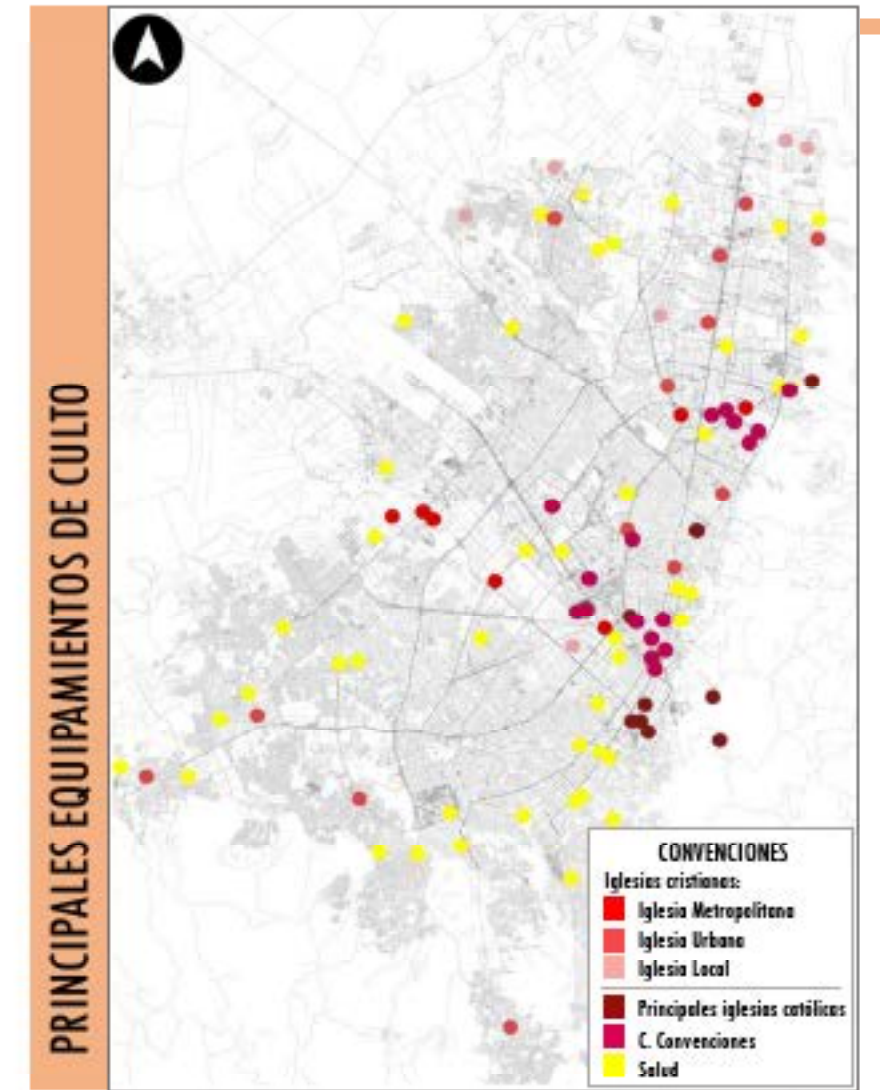 PRINCIPALES EQUIPAMIENTOS DE CULTO
CONVENCIONES
Iglesias cristianas:
Iglesia Metropolitana
Iglesia Urbana
Iglesia Local
Principales iglesias católicas
C. Convenciones
Salud